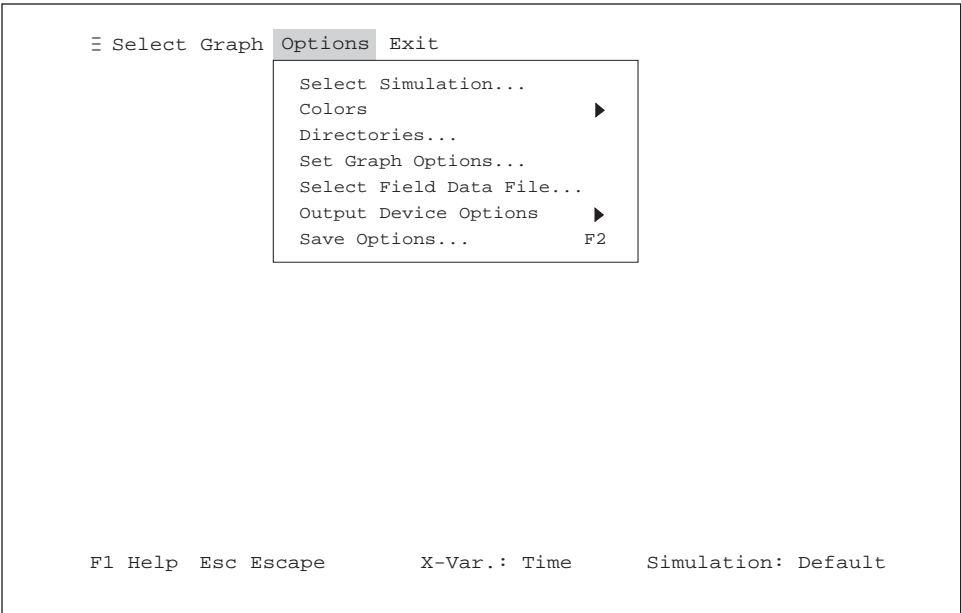 Ξ Select Graph Options Exit
Select Simulation...
Colors
Directories...
Set Graph Options...
Select Field Data File...
Output Device Options
Save Options... F2
F1 Help Esc Escape X-Var.: Time Simulation: Default